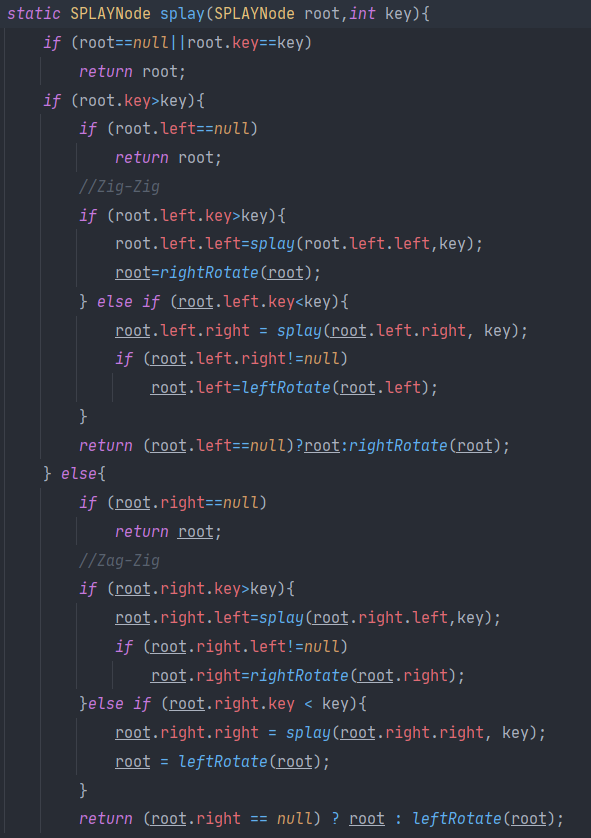 static SPLAYNode splay(SPLAYNode root,int key){
    if (root==null||root.key==key)
        return root;
    if (root.key>key){
        if (root.left==null)
            return root;
        //Zig-Zig
        if (root.left.key>key){
            root.left.left=splay(root.left.left,key);
            root=rightRotate(root);
        } else if (root.left.key<key){
            root.left.right = splay(root.left.right, key);
            if (root.left.right!=null)
                root.left=leftRotate(root.left);
        }
        return (root.left==null)?root:rightRotate(root);
    } else{
        if (root.right==null)
            return root;
        //Zag-Zig
        if (root.right.key>key){
            root.right.left=splay(root.right.left,key);
            if (root.right.left!=null)
                root.right=rightRotate(root.right);
        }else if (root.right.key < key){
            root.right.right = splay(root.right.right, key);
            root = leftRotate(root);
        }
        return (root.right == null) ? root : leftRotate(root);